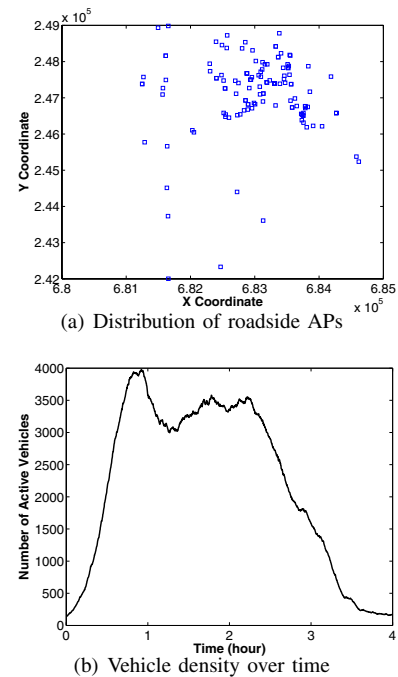 x 10^5
2.49
2.48
2.47
2.46
2.45
2.44
2.43
2.42
Y Coordinate
6.8 6.81 6.82 6.83 6.84 6.85
X Coordinate
x 10^5
(a) Distribution of roadside APs
4000
3500
3000
2500
2000
1500
1000
500
0
Number of Active Vehicles
0 1 2 3 4
Time (hour)
(b) Vehicle density over time